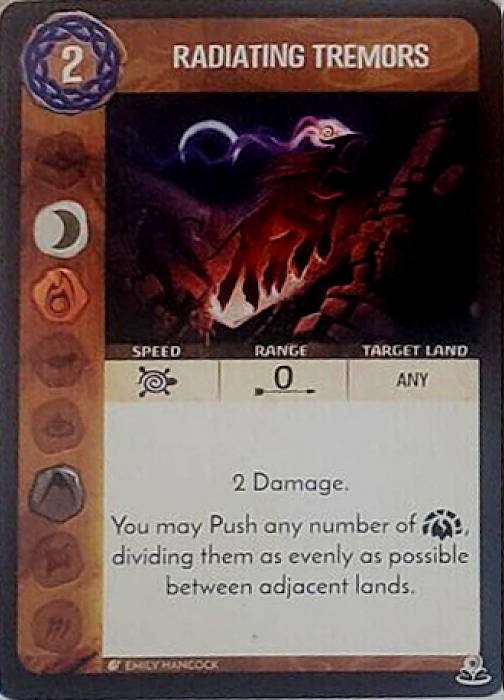 2
RADIATING TREMORS
SPEED RANGE TARGET LAND
0 ANY
2 Damage.
You may Push any number of ,
dividing them as evenly as possible
between adjacent lands.
EMILY HANCOCK